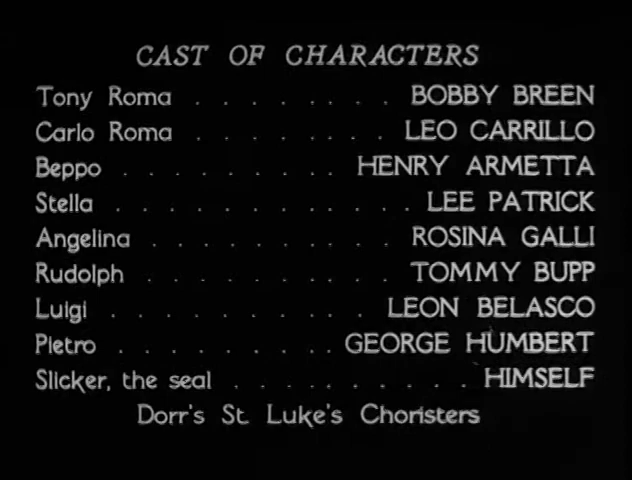 CAST OF CHARACTERS
Tony Roma . . . . . . . . BOBBY BREEN
Carlo Roma . . . . . . . LEO CARRILLO
Beppo . . . . . . . . HENRY ARMETTA
Stella . . . . . . . . . . . LEE PATRICK
Angelina . . . . . . . . . ROSINA GALLI
Rudolph . . . . . . . . . TOMMY BUPP
Luigi . . . . . . . . . . LEON BELASCO
Pietro . . . . . . . . GEORGE HUMBERT
Slicker, the seal . . . . . . . . . HIMSELF
Dorr's St. Luke's Choristers